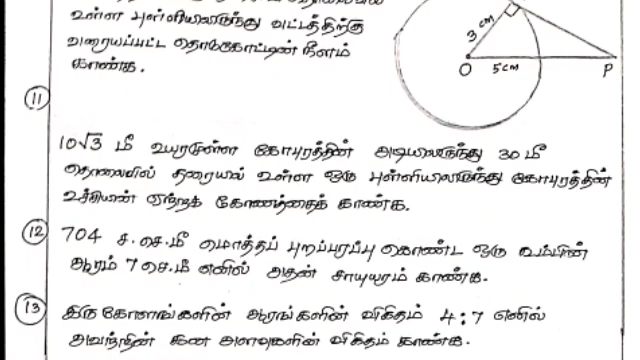 உள்ள புள்ளியிலிருந்து வட்டத்திற்கு
வரையப்பட்ட தொடுகோட்டின் நீளம்
காண்க.
3 cm
O
5 cm
P
11
10√3 மீ உயரமுள்ள கோபுரத்தின் அடியிலிருந்து 30 மீ
தொலைவில் தரையில் உள்ள ஒரு புள்ளியிலிருந்து கோபுரத்தின்
உச்சியின் ஏற்றக் கோணத்தைக் காண்க.
12 704 ச.செ.மீ மொத்தப் புறப்பரப்பு கொண்ட ஒரு கூம்பின்
ஆரம் 7 செ.மீ எனில் அதன் சாயுயரம் காண்க.
13 இரு கோளங்களின் ஆரங்களின் விகிதம் 4 : 7 எனில்
அவற்றின் கன அளவுகளின் விகிதம் காண்க.